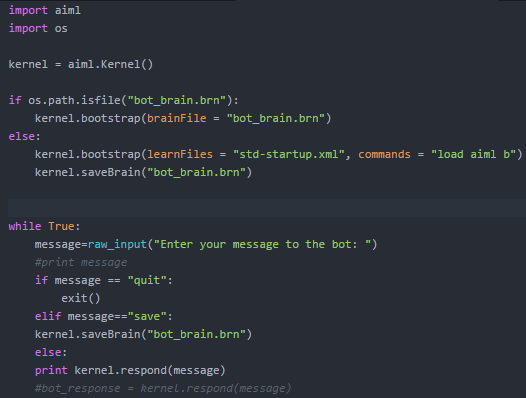 import aiml
import os
kernel = aiml.Kernel()
if os.path.isfile("bot_brain.brn"):
    kernel.bootstrap(brainFile = "bot_brain.brn")
else:
    kernel.bootstrap(learnFiles = "std-startup.xml", commands = "load aiml b")
    kernel.saveBrain("bot_brain.brn")
while True:
    message=raw_input("Enter your message to the bot: ")
    #print message
    if message == "quit":
        exit()
    elif message=="save":
    kernel.saveBrain("bot_brain.brn")
    else:
    print kernel.respond(message)
    #bot_response = kernel.respond(message)